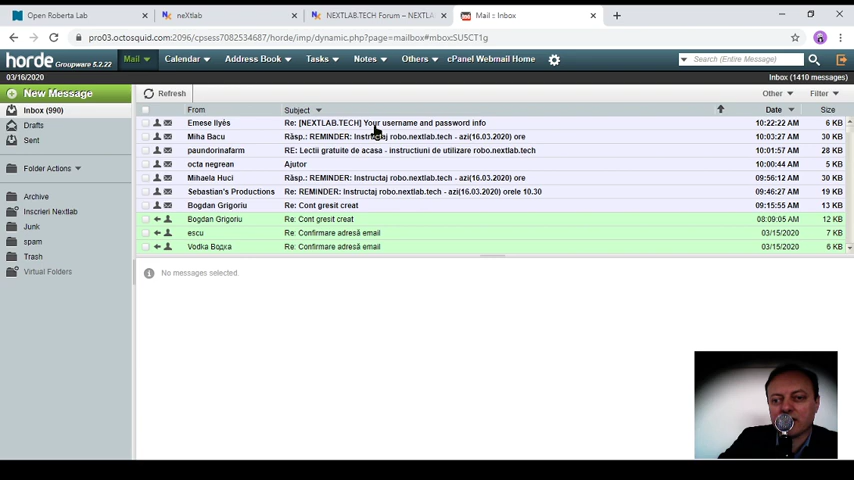 Open Roberta Lab
neXtlab
NEXTLAB.TECH Forum – NEXTLAB.T
Mail :: Inbox
pro03.octosquid.com:2096/cpsess7082534687/horde/imp/dynamic.php?page=mailbox#mbox:SU5CT1g
horde Groupware 5.2.22
Mail Calendar Address Book Tasks Notes Others cPanel Webmail Home
Search (Entire Message)
03/16/2020
Inbox (1410 messages)
New Message
Refresh
Other Filter
Inbox (990)
Drafts
Sent
Folder Actions
Archive
Inscrieri Nextlab
Junk
spam
Trash
Virtual Folders
From Subject Date Size
Emese Ilyés Re: [NEXTLAB.TECH] Your username and password info 10:22:22 AM 6 KB
Miha Bacu Răsp.: REMINDER: Instructaj robo.nextlab.tech - azi(16.03.2020) ore 10:03:27 AM 30 KB
paundorinafarm RE: Lectii gratuite de acasa - instructiuni de utilizare robo.nextlab.tech 10:01:57 AM 28 KB
octa negrean Ajutor 10:00:44 AM 5 KB
Mihaela Huci Răsp.: REMINDER: Instructaj robo.nextlab.tech - azi(16.03.2020) ore 09:56:12 AM 30 KB
Sebastian's Productions Re: REMINDER: Instructaj robo.nextlab.tech - azi(16.03.2020) orele 10.30 09:46:27 AM 19 KB
Bogdan Grigoriu Re: Cont gresit creat 09:15:55 AM 13 KB
Bogdan Grigoriu Re: Cont gresit creat 08:09:05 AM 12 KB
escu Re: Confirmare adresă email 03/15/2020 7 KB
Vodka Водка Re: Confirmare adresă email 03/15/2020 6 KB
No messages selected.